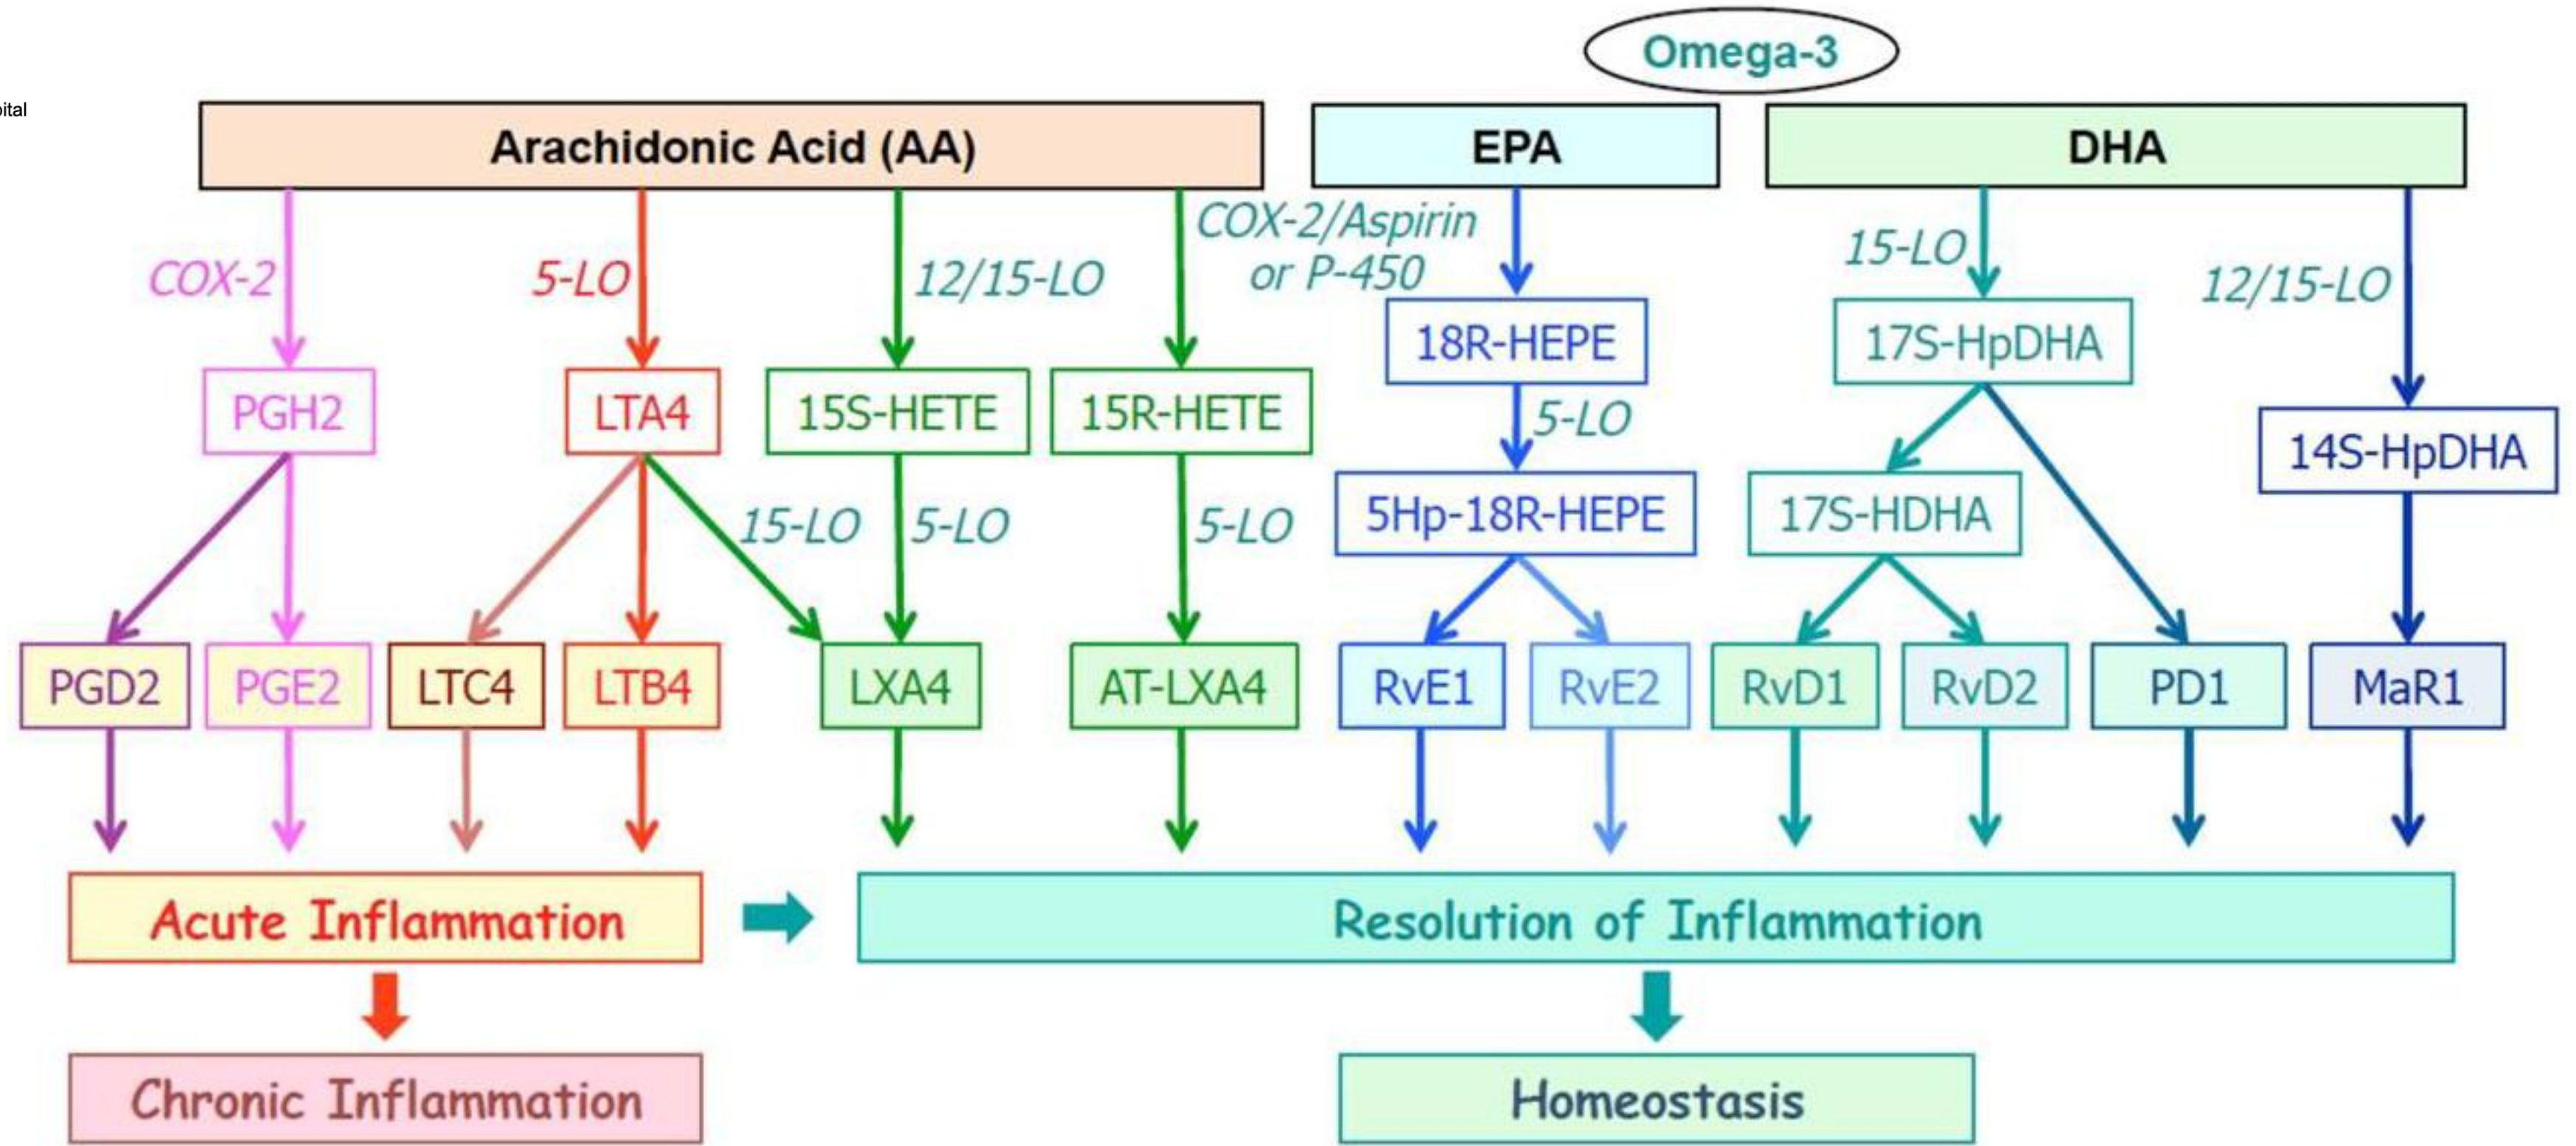 Omega-3
pital
Arachidonic Acid (AA)
EPA
DHA
COX-2
5-LO
12/15-LO
COX-2/Aspirin
or P-450
15-LO
12/15-LO
18R-HEPE
17S-HpDHA
PGH2
LTA4
15S-HETE
15R-HETE
5-LO
14S-HpDHA
15-LO
5-LO
5-LO
5Hp-18R-HEPE
17S-HDHA
PGD2
PGE2
LTC4
LTB4
LXA4
AT-LXA4
RvE1
RvE2
RvD1
RvD2
PD1
MaR1
Acute Inflammation
Resolution of Inflammation
Chronic Inflammation
Homeostasis